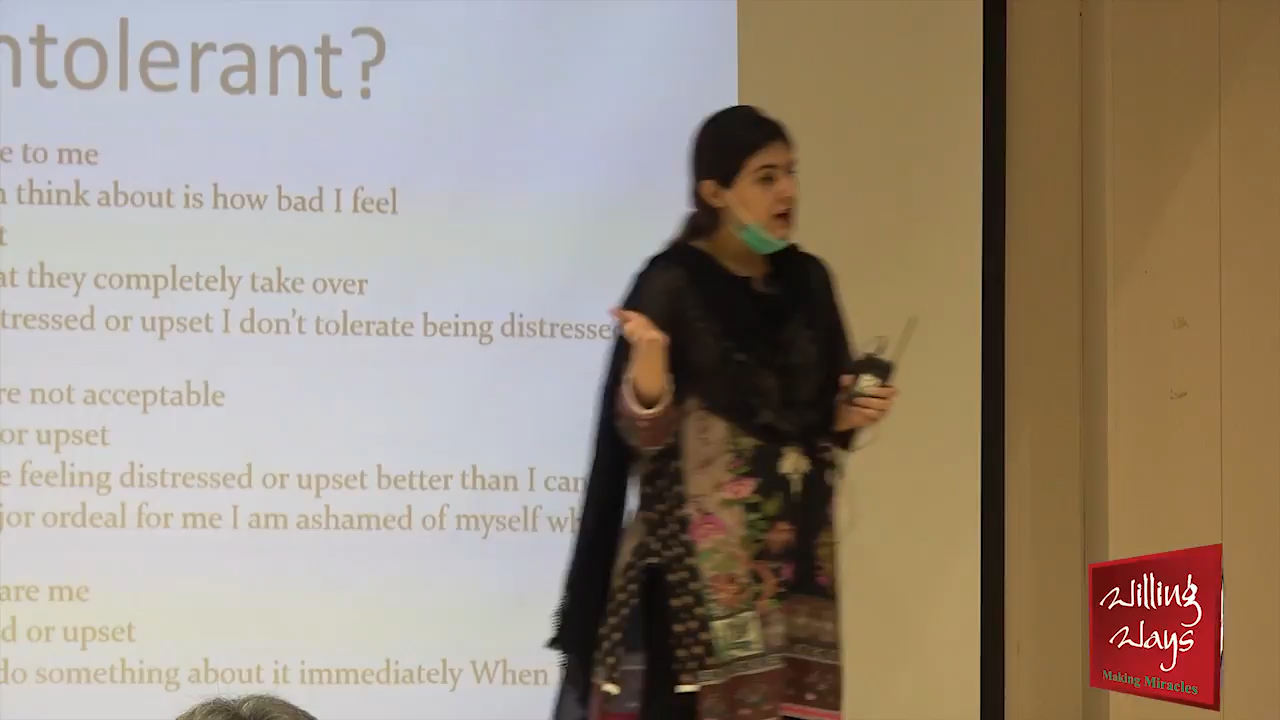 ntolerant?
e to me
think about is how bad I feel
t
at they completely take over
tressed or upset I don't tolerate being distresse
re not acceptable
or upset
e feeling distressed or upset better than I can
jor ordeal for me I am ashamed of myself wh
are me
d or upset
do something about it immediately When
Willing
Ways
Making Miracles